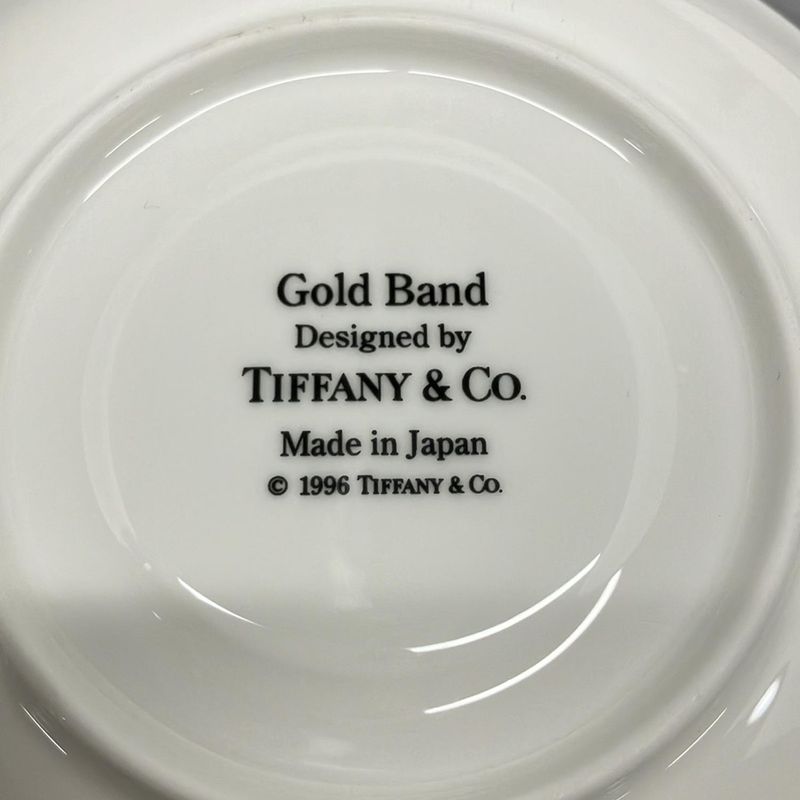 Gold Band
Designed by
TIFFANY & CO.
Made in Japan
© 1996 TIFFANY & CO.